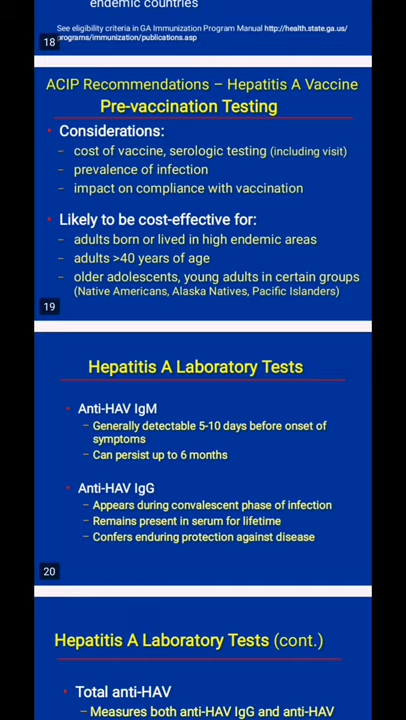 endemic countries
See eligibility criteria in GA Immunization Program Manual http://health.state.ga.us/
programs/immunization/publications.asp
18
ACIP Recommendations – Hepatitis A Vaccine
Pre-vaccination Testing
• Considerations:
– cost of vaccine, serologic testing (including visit)
– prevalence of infection
– impact on compliance with vaccination
• Likely to be cost-effective for:
– adults born or lived in high endemic areas
– adults >40 years of age
– older adolescents, young adults in certain groups
(Native Americans, Alaska Natives, Pacific Islanders)
19
Hepatitis A Laboratory Tests
• Anti-HAV IgM
– Generally detectable 5-10 days before onset of
symptoms
– Can persist up to 6 months
• Anti-HAV IgG
– Appears during convalescent phase of infection
– Remains present in serum for lifetime
– Confers enduring protection against disease
20
Hepatitis A Laboratory Tests (cont.)
• Total anti-HAV
– Measures both anti-HAV IgG and anti-HAV